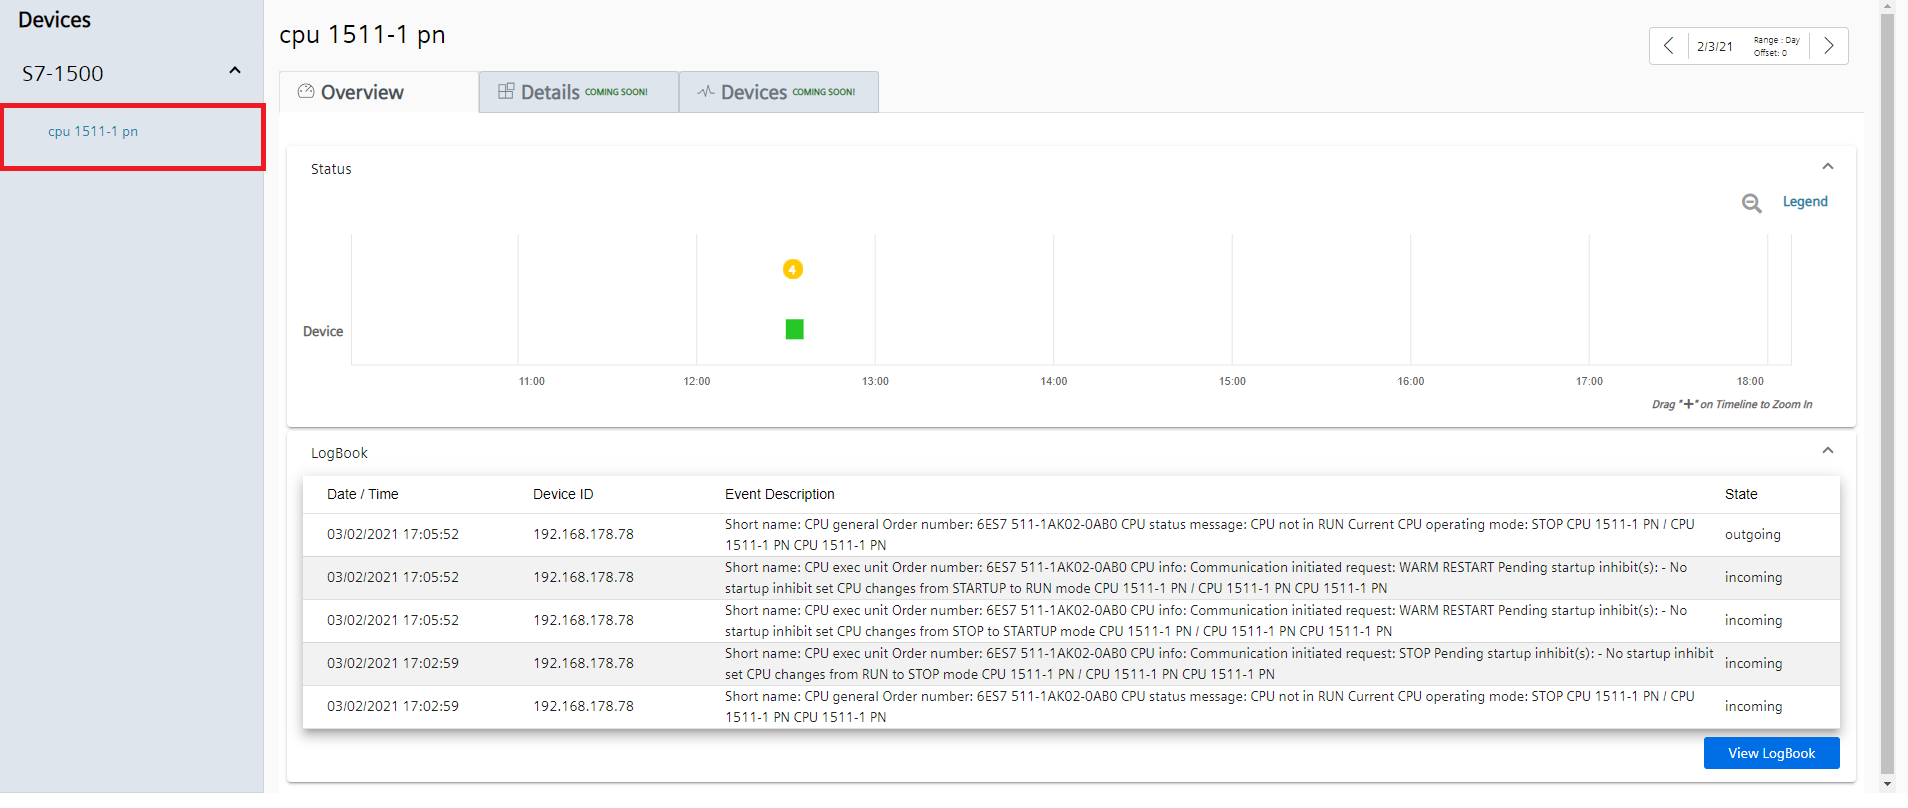 Devices
S7-1500
cpu 1511-1 pn
cpu 1511-1 pn
2/3/21
Range : Day
Offset: 0
Overview
Details COMING SOON!
Devices COMING SOON!
Status
Legend
4
Device
11:00 12:00 13:00 14:00 15:00 16:00 17:00 18:00
Drag "+" on Timeline to Zoom In
LogBook
Date / Time Device ID Event Description State
03/02/2021 17:05:52 192.168.178.78 Short name: CPU general Order number: 6ES7 511-1AK02-0AB0 CPU status message: CPU not in RUN Current CPU operating mode: STOP CPU 1511-1 PN / CPU
1511-1 PN CPU 1511-1 PN outgoing
03/02/2021 17:05:52 192.168.178.78 Short name: CPU exec unit Order number: 6ES7 511-1AK02-0AB0 CPU info: Communication initiated request: WARM RESTART Pending startup inhibit(s): - No
startup inhibit set CPU changes from STARTUP to RUN mode CPU 1511-1 PN / CPU 1511-1 PN CPU 1511-1 PN incoming
03/02/2021 17:05:52 192.168.178.78 Short name: CPU exec unit Order number: 6ES7 511-1AK02-0AB0 CPU info: Communication initiated request: WARM RESTART Pending startup inhibit(s): - No
startup inhibit set CPU changes from STOP to STARTUP mode CPU 1511-1 PN / CPU 1511-1 PN CPU 1511-1 PN incoming
03/02/2021 17:02:59 192.168.178.78 Short name: CPU exec unit Order number: 6ES7 511-1AK02-0AB0 CPU info: Communication initiated request: STOP Pending startup inhibit(s): - No startup inhibit
set CPU changes from RUN to STOP mode CPU 1511-1 PN / CPU 1511-1 PN CPU 1511-1 PN incoming
03/02/2021 17:02:59 192.168.178.78 Short name: CPU general Order number: 6ES7 511-1AK02-0AB0 CPU status message: CPU not in RUN Current CPU operating mode: STOP CPU 1511-1 PN / CPU
1511-1 PN CPU 1511-1 PN incoming
View LogBook